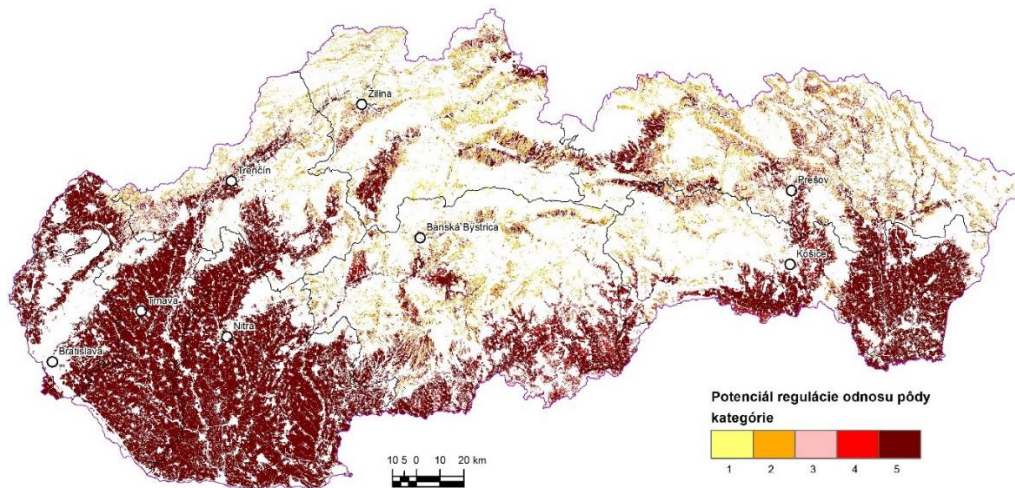 Žilina
Trenčín
Prešov
Banská Bystrica
Košice
Trnava
Nitra
Bratislava
Potenciál regulácie odnosu pôdy
kategórie
1 2 3 4 5
10 5 0 10 20 km